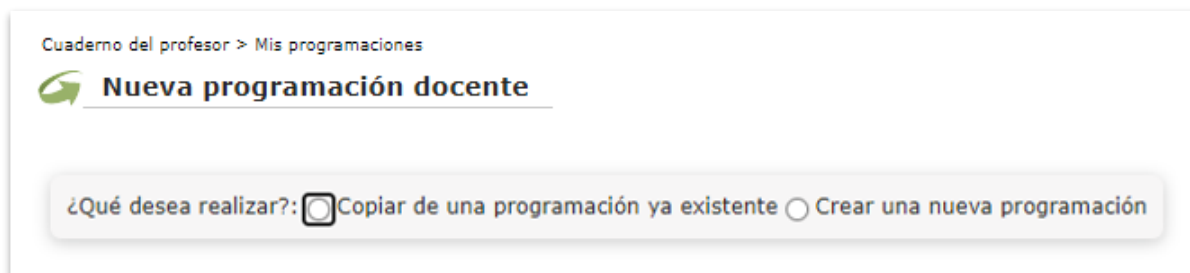 Cuaderno del profesor > Mis programaciones
Nueva programación docente
¿Qué desea realizar?: Copiar de una programación ya existente Crear una nueva programación